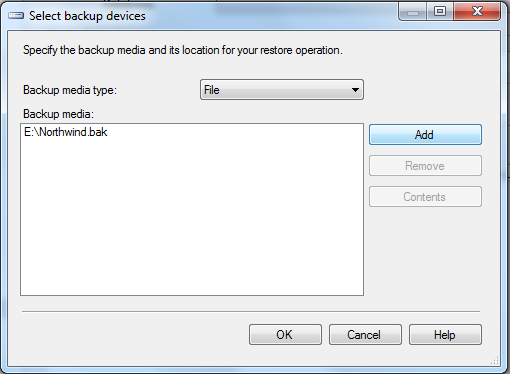 Select backup devices
Specify the backup media and its location for your restore operation.
Backup media type:
File
Backup media:
E:\Northwind.bak
Add
Remove
Contents
OK
Cancel
Help